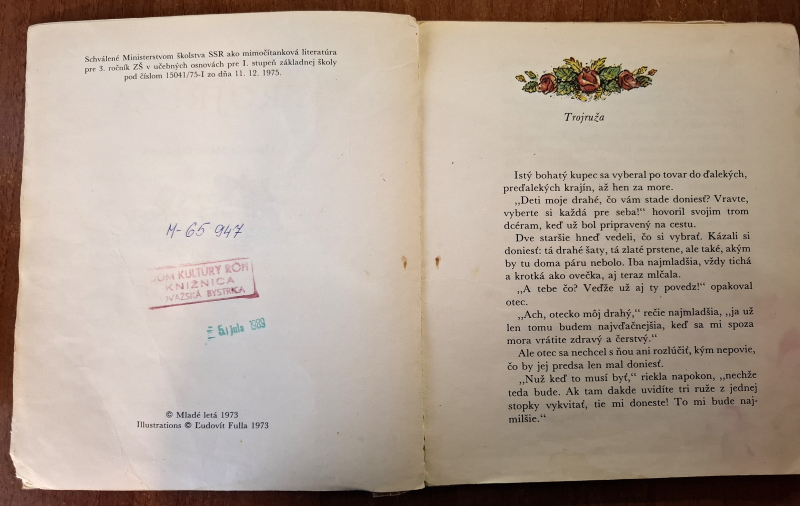 Schválené Ministerstvom školstva SSR ako mimočítanková literatúra
pre 3. ročník ZŠ v učebných osnovách pre I. stupeň základnej školy
pod číslom 15041/75-I zo dňa 11. 12. 1975.
M-65 947
DOM KULTÚRY ROH
KNIŽNICA
POVAŽSKÁ BYSTRICA
5. júla 1989
© Mladé letá 1973
Illustrations © Ľudovít Fulla 1973
Trojruža
Istý bohatý kupec sa vyberal po tovar do ďalekých,
preďalekých krajín, až hen za more.
„Deti moje drahé, čo vám stade doniesť? Vravte,
vyberte si každá pre seba!“ hovoril svojim trom
dcéram, keď už bol pripravený na cestu.
Dve staršie hneď vedeli, čo si vybrať. Kázali si
doniesť: tá drahé šaty, tá zlaté prstene, ale také, akým
by tu doma páru nebolo. Iba najmladšia, vždy tichá
a krotká ako ovečka, aj teraz mlčala.
„A tebe čo? Veďže už aj ty povedz!“ opakoval
otec.
„Ach, otecko môj drahý,“ rečie najmladšia, „ja už
len tomu budem najvďačnejšia, keď sa mi spoza
mora vrátite zdravý a čerstvý.“
Ale otec sa nechcel s ňou ani rozlúčiť, kým nepovie,
čo by jej predsa len mal doniesť.
„Nuž keď to musí byť,“ riekla napokon, „nechže
teda bude. Ak tam dakde uvidíte tri ruže z jednej
stopky vykvitať, tie mi doneste! To mi bude naj-
milšie.“